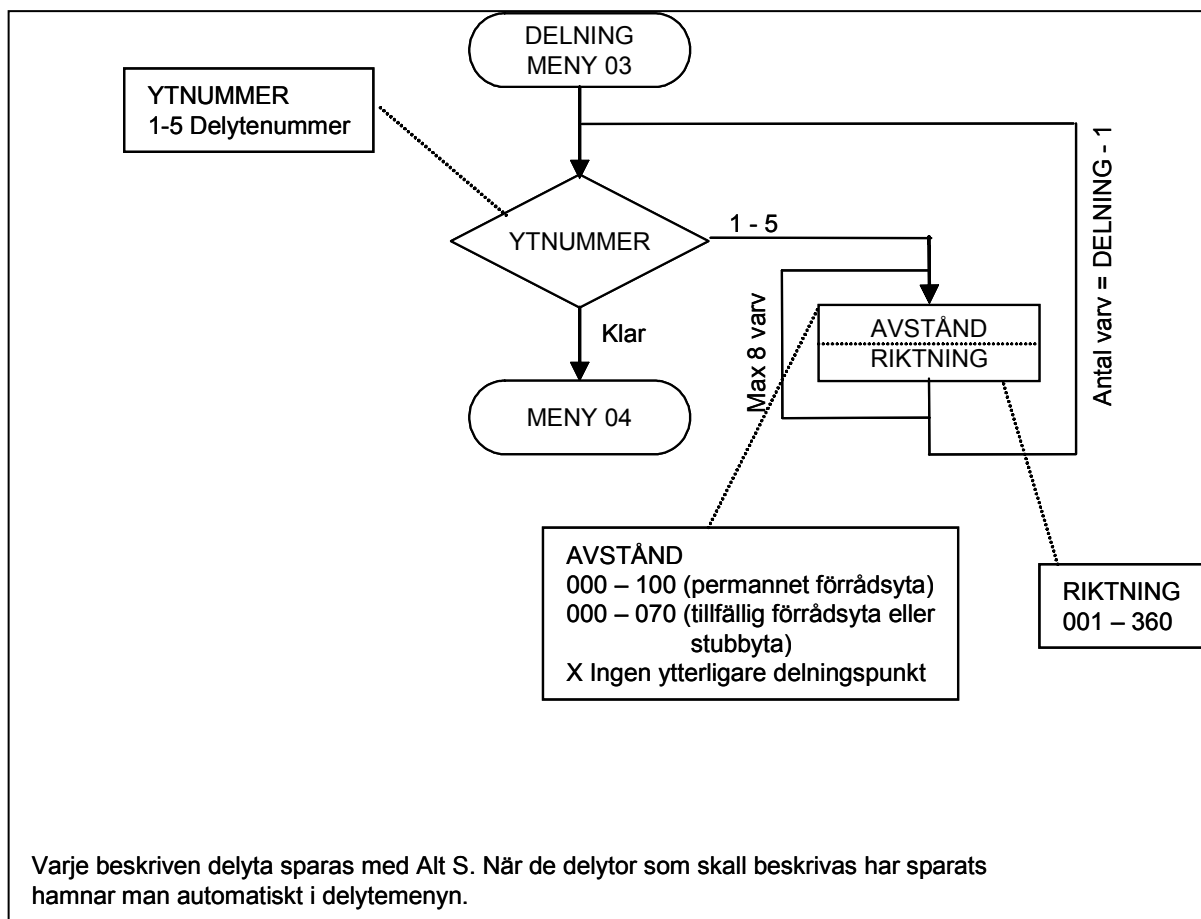 DELNING
MENY 03
YTNUMMER
1-5 Delytenummer
YTNUMMER
1 - 5
Klar
MENY 04
Max 8 varv
AVSTÅND
RIKTNING
Antal varv = DELNING - 1
AVSTÅND
000 – 100 (permannet förrådsyta)
000 – 070 (tillfällig förrådsyta eller
stubbyta)
X Ingen ytterligare delningspunkt
RIKTNING
001 – 360
Varje beskriven delyta sparas med Alt S. När de delytor som skall beskrivas har sparats
hamnar man automatiskt i delytemenyn.